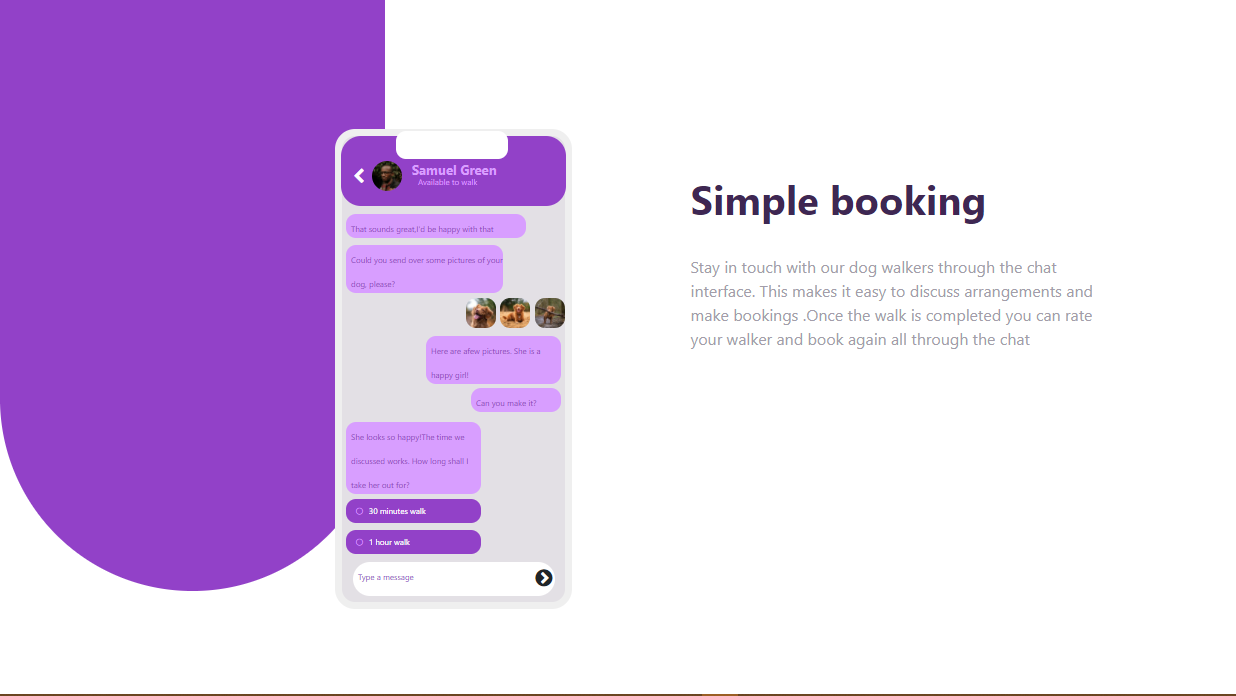 Samuel Green
Available to walk
That sounds great,I'd be happy with that
Could you send over some pictures of your
dog, please?
Here are afew pictures. She is a
happy girl!
Can you make it?
She looks so happy!The time we
discussed works. How long shall I
take her out for?
30 minutes walk
1 hour walk
Type a message
Simple booking
Stay in touch with our dog walkers through the chat
interface. This makes it easy to discuss arrangements and
make bookings .Once the walk is completed you can rate
your walker and book again all through the chat